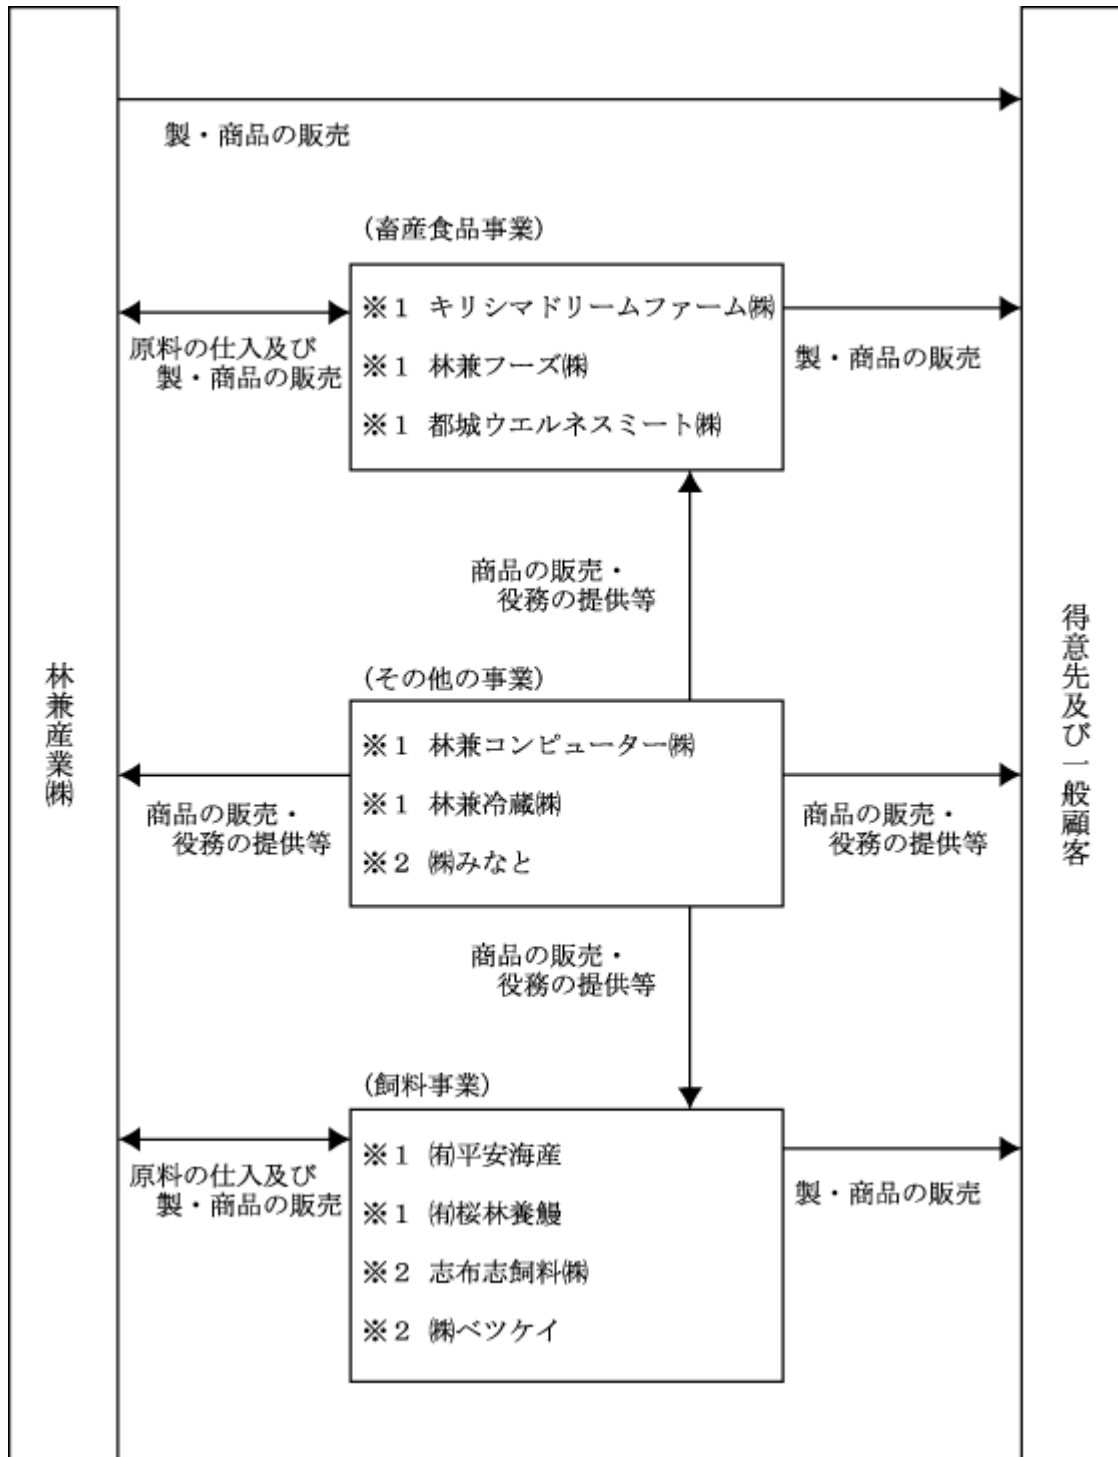 製・商品の販売
(畜産食品事業)
※1 キリシマドリームファーム㈱
※1 林兼フーズ㈱
※1 都城ウエルネスミート㈱
原料の仕入及び
製・商品の販売
製・商品の販売
商品の販売・
役務の提供等
林兼産業㈱
得意先及び一般顧客
(その他の事業)
※1 林兼コンピューター㈱
※1 林兼冷蔵㈱
※2 ㈱みなと
商品の販売・
役務の提供等
商品の販売・
役務の提供等
商品の販売・
役務の提供等
(飼料事業)
※1 ㈲平安海産
※1 ㈲桜林養鰻
※2 志布志飼料㈱
※2 ㈱ベツケイ
原料の仕入及び
製・商品の販売
製・商品の販売